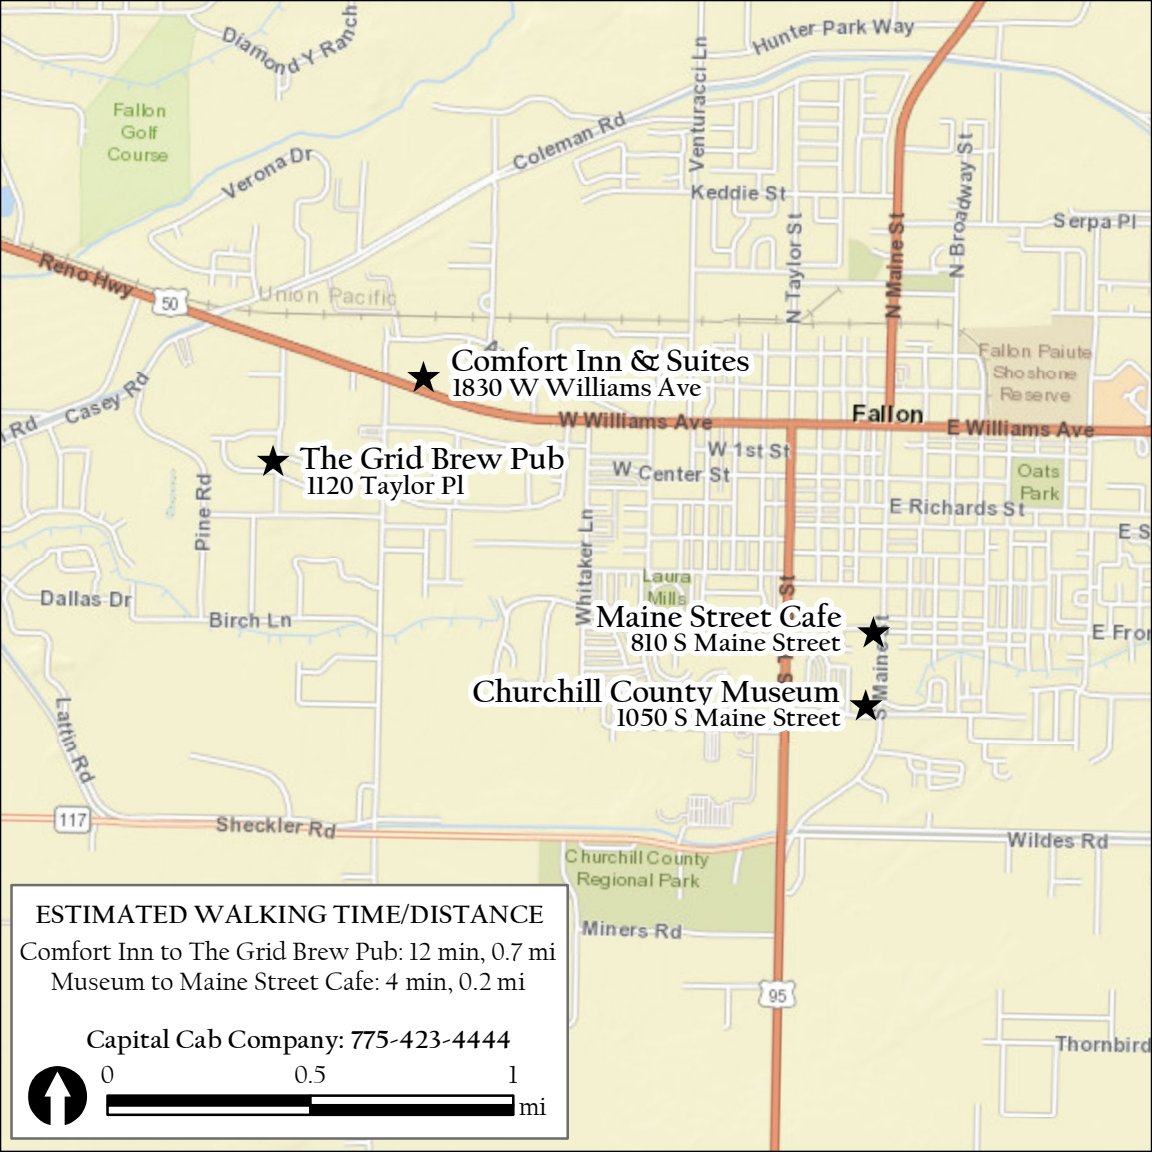 Diamond Y Ranch
Hunter Park Way
Venturacci Ln
Fallon
Golf
Course
Coleman Rd
Verona Dr
Keddie St
N Broadway St
Serpa Pl
N Taylor St
N Maine St
Reno Hwy
50
Union Pacific
Fallon Paiute
Shoshone
Reserve
Comfort Inn & Suites
1830 W Williams Ave
Casey Rd
Rd
W Williams Ave
Fallon
E Williams Ave
W 1st St
W Center St
The Grid Brew Pub
1120 Taylor Pl
Oats
Park
E Richards St
Pine Rd
Whitaker Ln
E S
Laura
Mills
St
Dallas Dr
Birch Ln
Maine Street Cafe
810 S Maine Street
E Fron
S Maine St
Churchill County Museum
1050 S Maine Street
Lattin Rd
117
Sheckler Rd
Wildes Rd
Churchill County
Regional Park
Miners Rd
95
Thornbird
ESTIMATED WALKING TIME/DISTANCE
Comfort Inn to The Grid Brew Pub: 12 min, 0.7 mi
Museum to Maine Street Cafe: 4 min, 0.2 mi
Capital Cab Company: 775-423-4444
0 0.5 1
mi